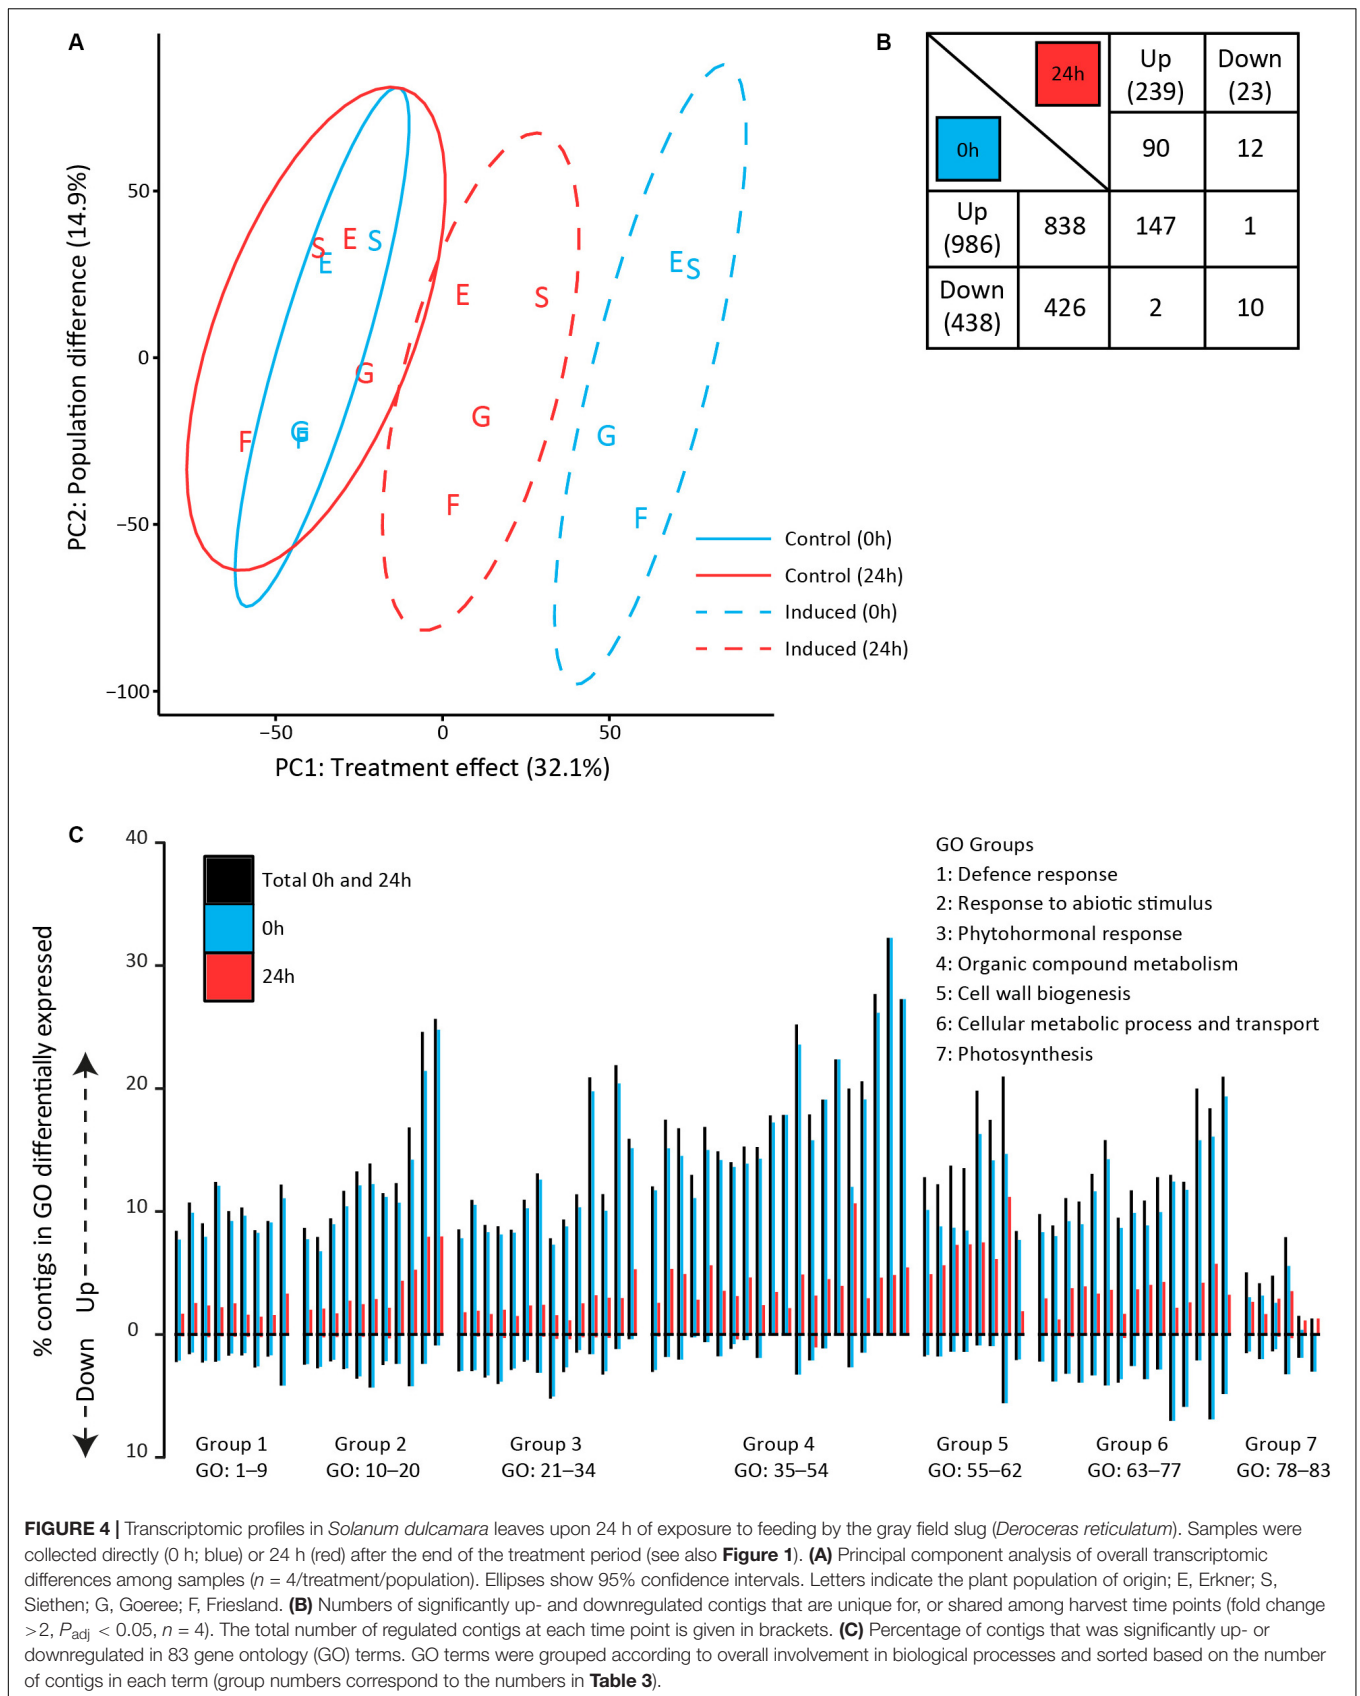 A
PC2: Population difference (14.9%)
50
0
−50
−100
−50
0
50
PC1: Treatment effect (32.1%)
S
E
S
E
G
F
G
F
E
S
G
F
E
S
G
F
Control (0h)
Control (24h)
Induced (0h)
Induced (24h)
B
24h
0h
Up
(239)
Down
(23)
90
12
Up
(986)
838
147
1
Down
(438)
426
2
10
C
% contigs in GO differentially expressed
Down
Up
40
30
20
10
0
10
Total 0h and 24h
0h
24h
GO Groups
1: Defence response
2: Response to abiotic stimulus
3: Phytohormonal response
4: Organic compound metabolism
5: Cell wall biogenesis
6: Cellular metabolic process and transport
7: Photosynthesis
Group 1
GO: 1–9
Group 2
GO: 10–20
Group 3
GO: 21–34
Group 4
GO: 35–54
Group 5
GO: 55–62
Group 6
GO: 63–77
Group 7
GO: 78–83
FIGURE 4 | Transcriptomic profiles in Solanum dulcamara leaves upon 24 h of exposure to feeding by the gray field slug (Deroceras reticulatum). Samples were
collected directly (0 h; blue) or 24 h (red) after the end of the treatment period (see also Figure 1). (A) Principal component analysis of overall transcriptomic
differences among samples (n = 4/treatment/population). Ellipses show 95% confidence intervals. Letters indicate the plant population of origin; E, Erkner; S,
Siethen; G, Goeree; F, Friesland. (B) Numbers of significantly up- and downregulated contigs that are unique for, or shared among harvest time points (fold change
>2, Padj < 0.05, n = 4). The total number of regulated contigs at each time point is given in brackets. (C) Percentage of contigs that was significantly up- or
downregulated in 83 gene ontology (GO) terms. GO terms were grouped according to overall involvement in biological processes and sorted based on the number
of contigs in each term (group numbers correspond to the numbers in Table 3).